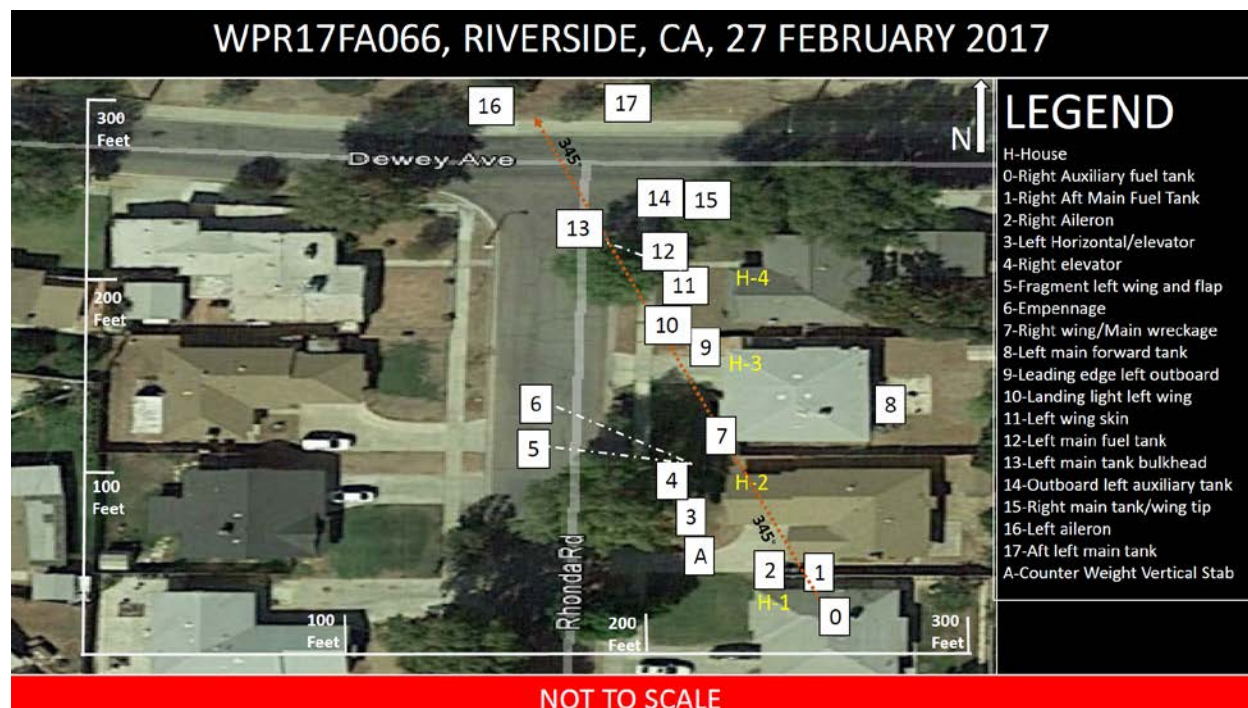 WPR17FA066, RIVERSIDE, CA, 27 FEBRUARY 2017
16
17
300
Feet
345°
Dewey Ave
N
14
15
13
12
H-4
11
200
Feet
10
9
H-3
6
8
7
5
4
H-2
100
Feet
3
345°
A
2
1
H-1
0
Rhonda Rd
100
Feet
200
Feet
300
Feet
LEGEND
H-House
0-Right Auxiliary fuel tank
1-Right Aft Main Fuel Tank
2-Right Aileron
3-Left Horizontal/elevator
4-Right elevator
5-Fragment left wing and flap
6-Empennage
7-Right wing/Main wreckage
8-Left main forward tank
9-Leading edge left outboard
10-Landing light left wing
11-Left wing skin
12-Left main fuel tank
13-Left main tank bulkhead
14-Outboard left auxiliary tank
15-Right main tank/wing tip
16-Left aileron
17-Aft left main tank
A-Counter Weight Vertical Stab
NOT TO SCALE